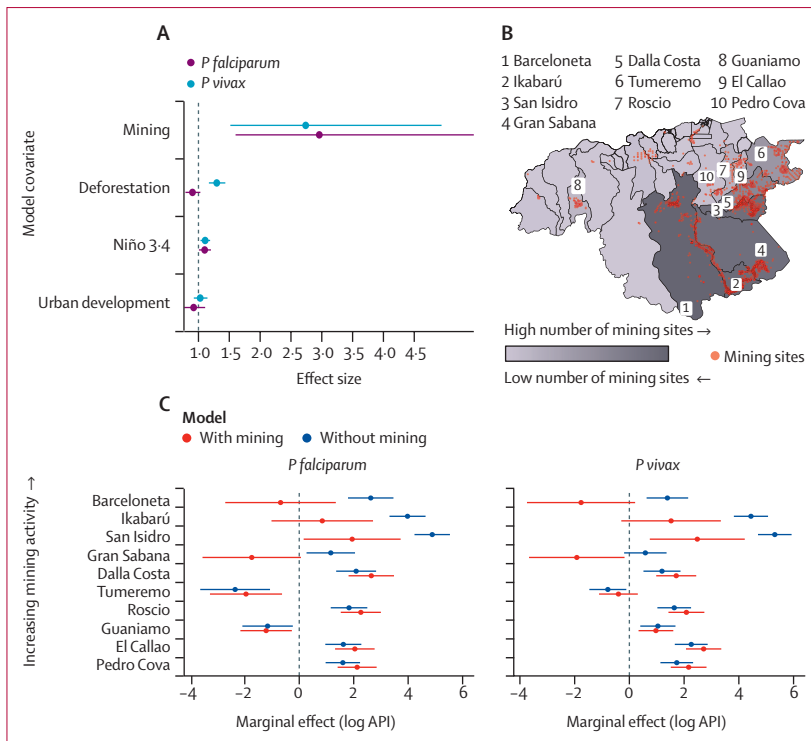 A
P falciparum
P vivax
Mining
Deforestation
Niño 3·4
Urban development
Model covariate
1·0 1·5 2·0 2·5 3·0 3·5 4·0 4·5
Effect size
B
1 Barceloneta 5 Dalla Costa 8 Guaniamo
2 Ikabarú 6 Tumeremo 9 El Callao
3 San Isidro 7 Roscio 10 Pedro Cova
4 Gran Sabana
6
7
10 9
8
5
3
4
2
1
High number of mining sites →
Mining sites
Low number of mining sites ←
C
Model
With mining Without mining
P falciparum P vivax
Increasing mining activity →
Barceloneta
Ikabarú
San Isidro
Gran Sabana
Dalla Costa
Tumeremo
Roscio
Guaniamo
El Callao
Pedro Cova
−4 −2 0 2 4 6 −4 −2 0 2 4 6
Marginal effect (log API) Marginal effect (log API)